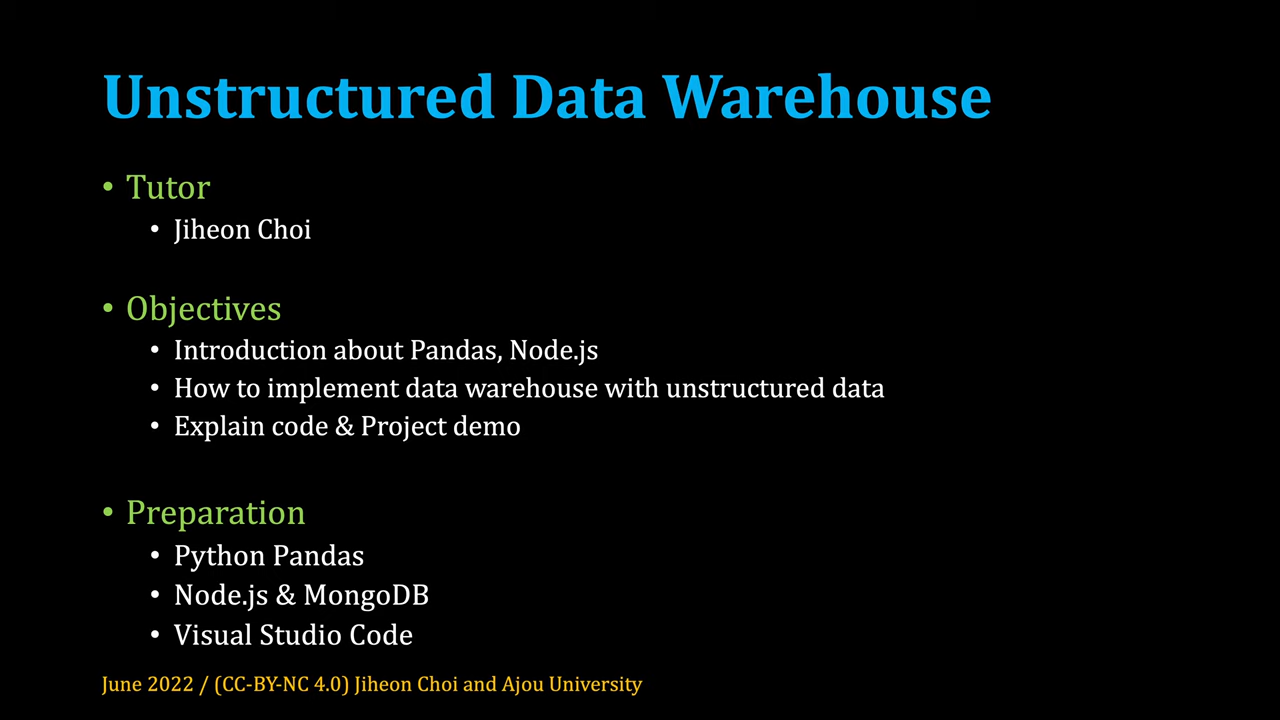 Unstructured Data Warehouse
• Tutor
• Jiheon Choi
• Objectives
• Introduction about Pandas, Node.js
• How to implement data warehouse with unstructured data
• Explain code & Project demo
• Preparation
• Python Pandas
• Node.js & MongoDB
• Visual Studio Code
June 2022 / (CC-BY-NC 4.0) Jiheon Choi and Ajou University